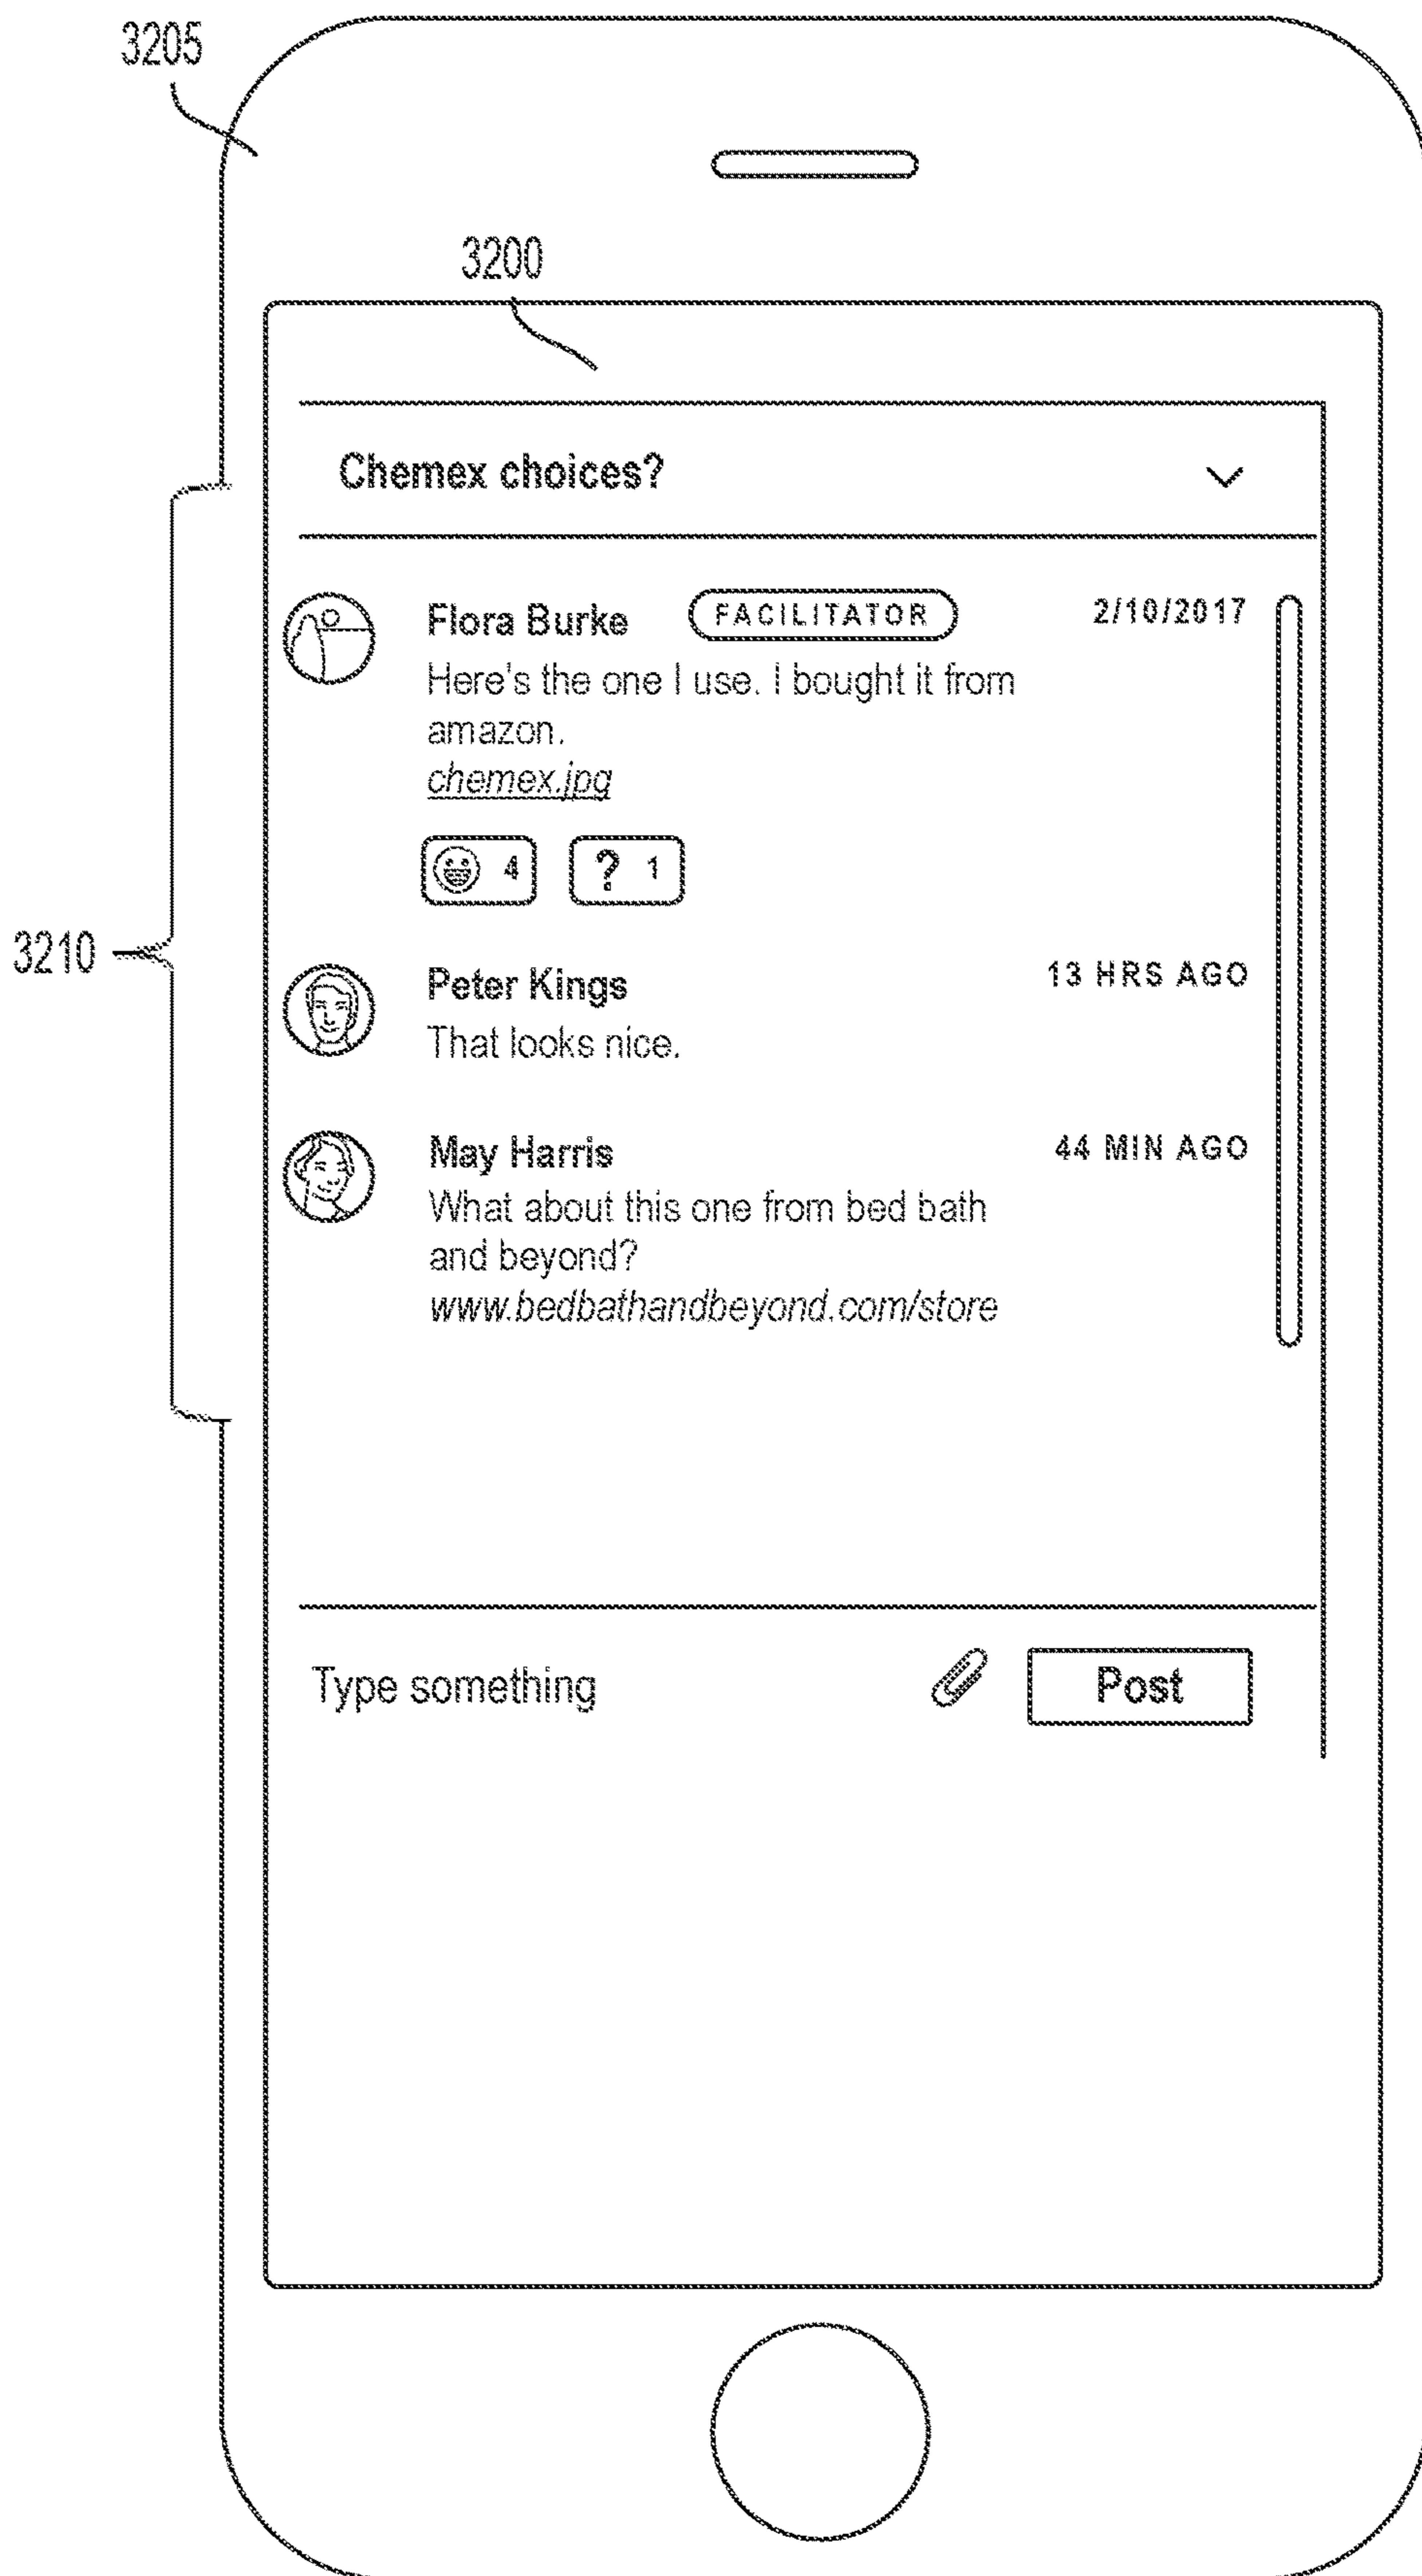 3205
3200
Chemex choices?
Flora Burke FACILITATOR 2/10/2017
Here's the one I use. I bought it from
amazon.
chemex.jpg
4 ? 1
3210
Peter Kings 13 HRS AGO
That looks nice.
May Harris 44 MIN AGO
What about this one from bed bath
and beyond?
www.bedbathandbeyond.com/store
Type something Post